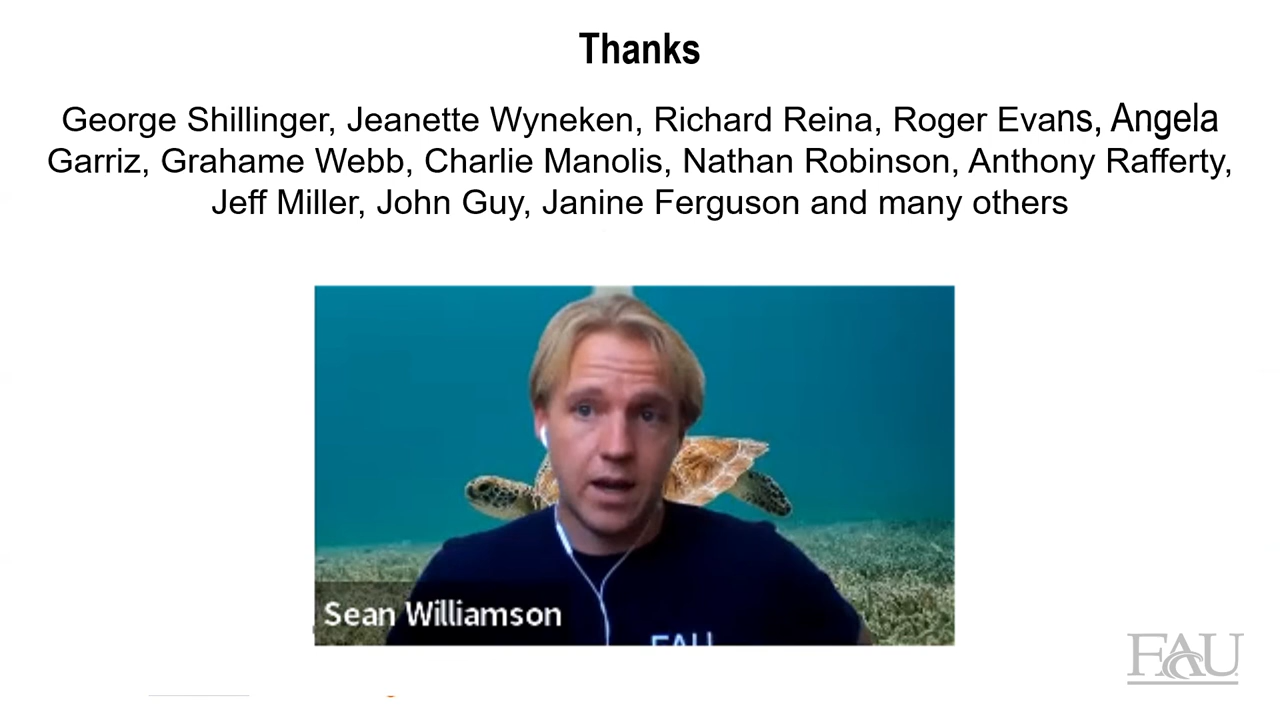 Thanks
George Shillinger, Jeanette Wyneken, Richard Reina, Roger Evans, Angela
Garriz, Grahame Webb, Charlie Manolis, Nathan Robinson, Anthony Rafferty,
Jeff Miller, John Guy, Janine Ferguson and many others
Sean Williamson
FAU
FAU